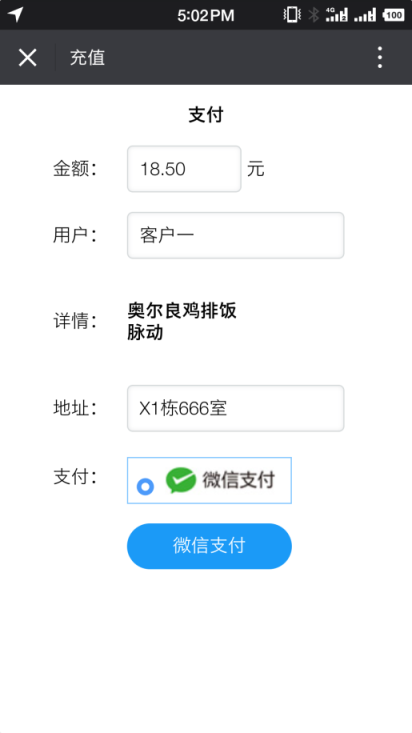 5:02PM
4G
100
充值
支付
金额：
18.50
元
用户：
客户一
详情：
奥尔良鸡排饭
脉动
地址：
X1栋666室
支付：
微信支付
微信支付